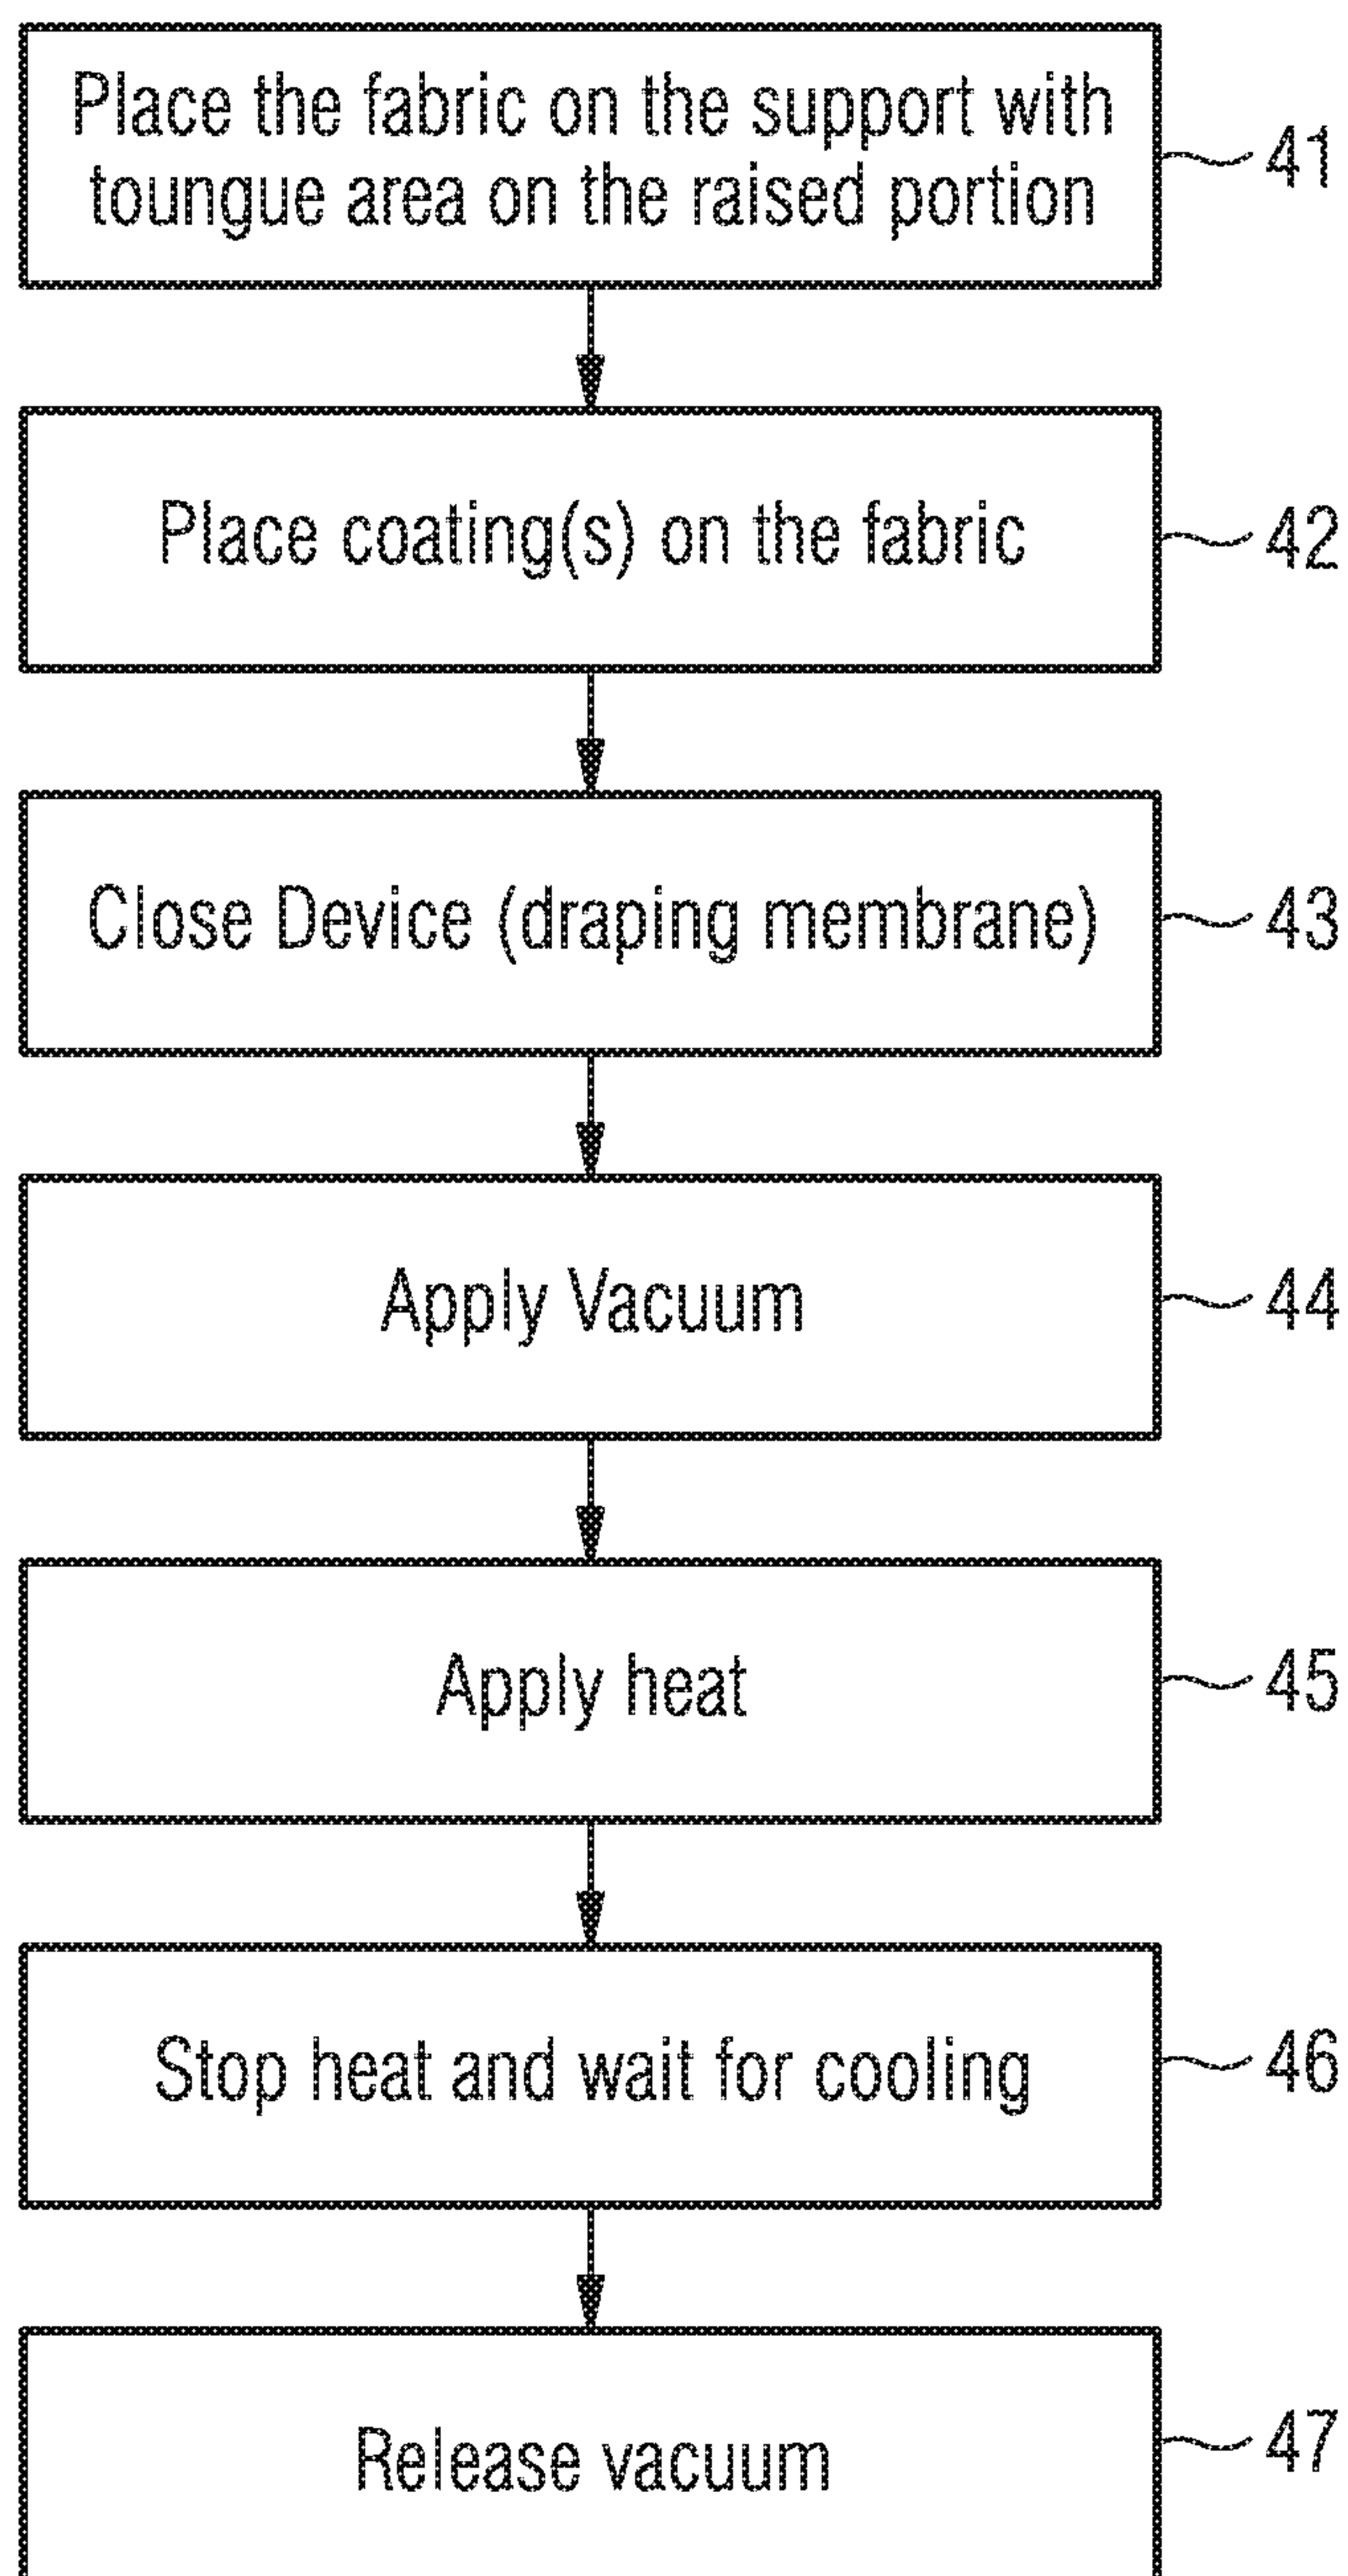 Place the fabric on the support with
toungue area on the raised portion
41
Place coating(s) on the fabric
42
Close Device (draping membrane)
43
Apply Vacuum
44
Apply heat
45
Stop heat and wait for cooling
46
Release vacuum
47